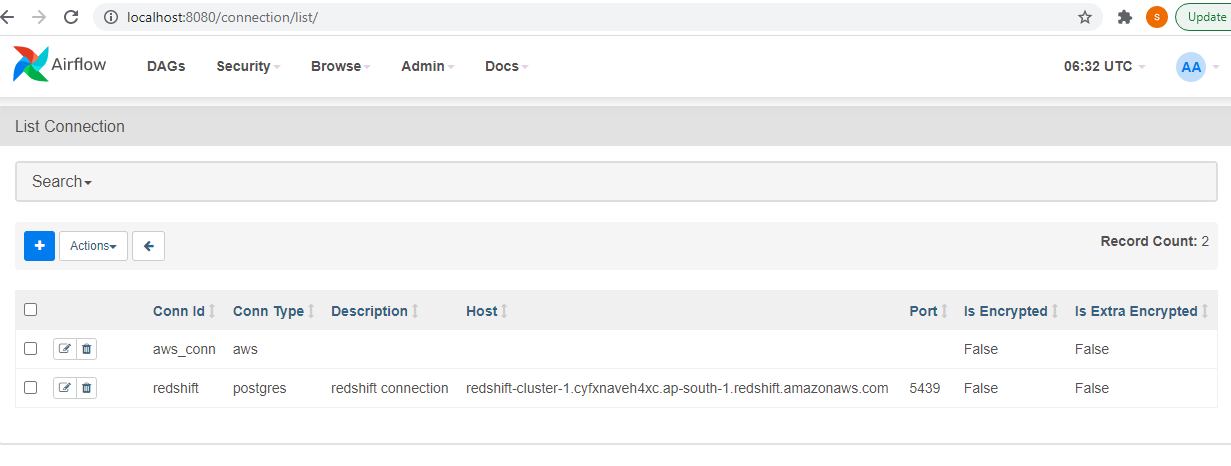 localhost:8080/connection/list/ S Update
Airflow DAGs Security Browse Admin Docs 06:32 UTC AA
List Connection
Search
Actions Record Count: 2
Conn Id Conn Type Description Host Port Is Encrypted Is Extra Encrypted
aws_conn aws False False
redshift postgres redshift connection redshift-cluster-1.cyfxnaveh4xc.ap-south-1.redshift.amazonaws.com 5439 False False